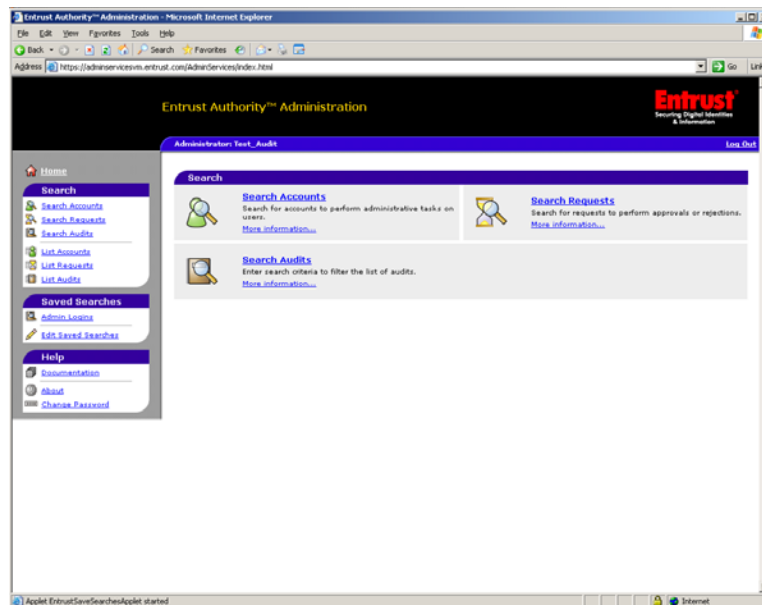 Entrust Authority™ Administration - Microsoft Internet Explorer
File Edit View Favorites Tools Help
Back Search Favorites
Address https://adminservicesvm.entrust.com/AdminServices/index.html Go Link
Entrust Authority™ Administration
Entrust
Securing Digital Identities
& Information
Administrator: Test_Audit Log Out
Home
Search
Search Accounts
Search Requests
Search Audits
List Accounts
List Requests
List Audits
Saved Searches
Admin Logins
Edit Saved Searches
Help
Documentation
About
Change Password
Search
Search Accounts
Search for accounts to perform administrative tasks on
users.
More information...
Search Requests
Search for requests to perform approvals or rejections.
More information...
Search Audits
Enter search criteria to filter the list of audits.
More information...
Applet EntrustSaveSearchesApplet started Internet